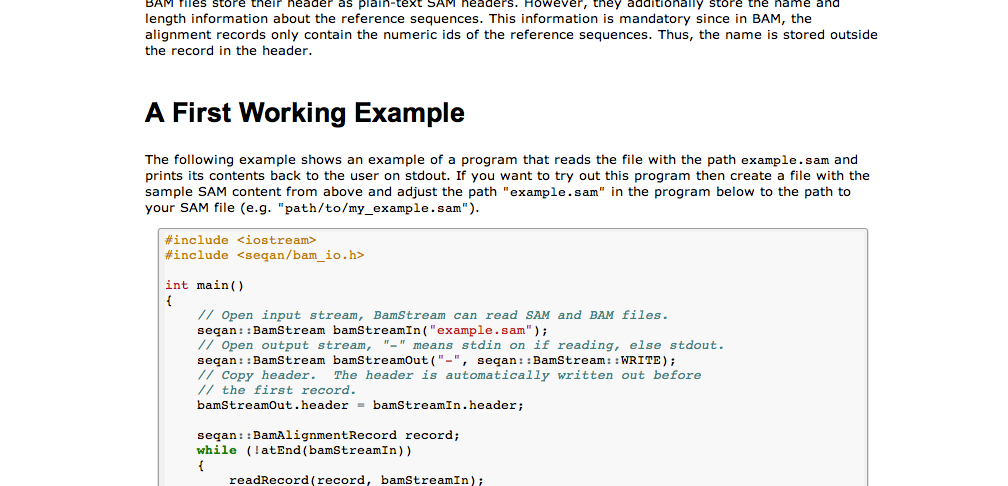 BAM files store their header as plain-text SAM headers. However, they additionally store the name and
length information about the reference sequences. This information is mandatory since in BAM, the
alignment records only contain the numeric ids of the reference sequences. Thus, the name is stored outside
the record in the header.
A First Working Example
The following example shows an example of a program that reads the file with the path example.sam and
prints its contents back to the user on stdout. If you want to try out this program then create a file with the
sample SAM content from above and adjust the path "example.sam" in the program below to the path to
your SAM file (e.g. "path/to/my_example.sam").
#include <iostream>
#include <seqan/bam_io.h>
int main()
{
// Open input stream, BamStream can read SAM and BAM files.
seqan::BamStream bamStreamIn("example.sam");
// Open output stream, "-" means stdin on if reading, else stdout.
seqan::BamStream bamStreamOut("-", seqan::BamStream::WRITE);
// Copy header.  The header is automatically written out before
// the first record.
bamStreamOut.header = bamStreamIn.header;
seqan::BamAlignmentRecord record;
while (!atEnd(bamStreamIn))
{
readRecord(record, bamStreamIn);